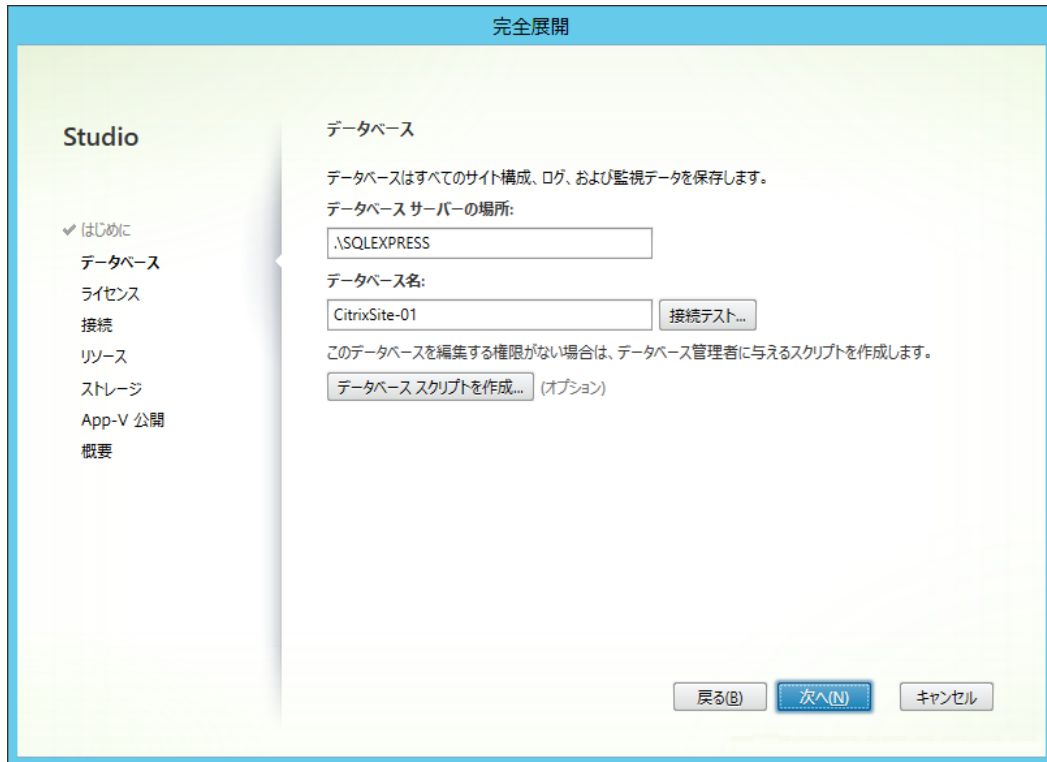 完全展開
Studio
✔ はじめに
データベース
ライセンス
接続
リソース
ストレージ
App-V 公開
概要
データベース
データベースはすべてのサイト構成、ログ、および監視データを保存します。
データベース サーバーの場所:
.\SQLEXPRESS
データベース名:
CitrixSite-01 接続テスト...
このデータベースを編集する権限がない場合は、データベース管理者に与えるスクリプトを作成します。
データベース スクリプトを作成... (オプション)
戻る(B) 次へ(N) キャンセル